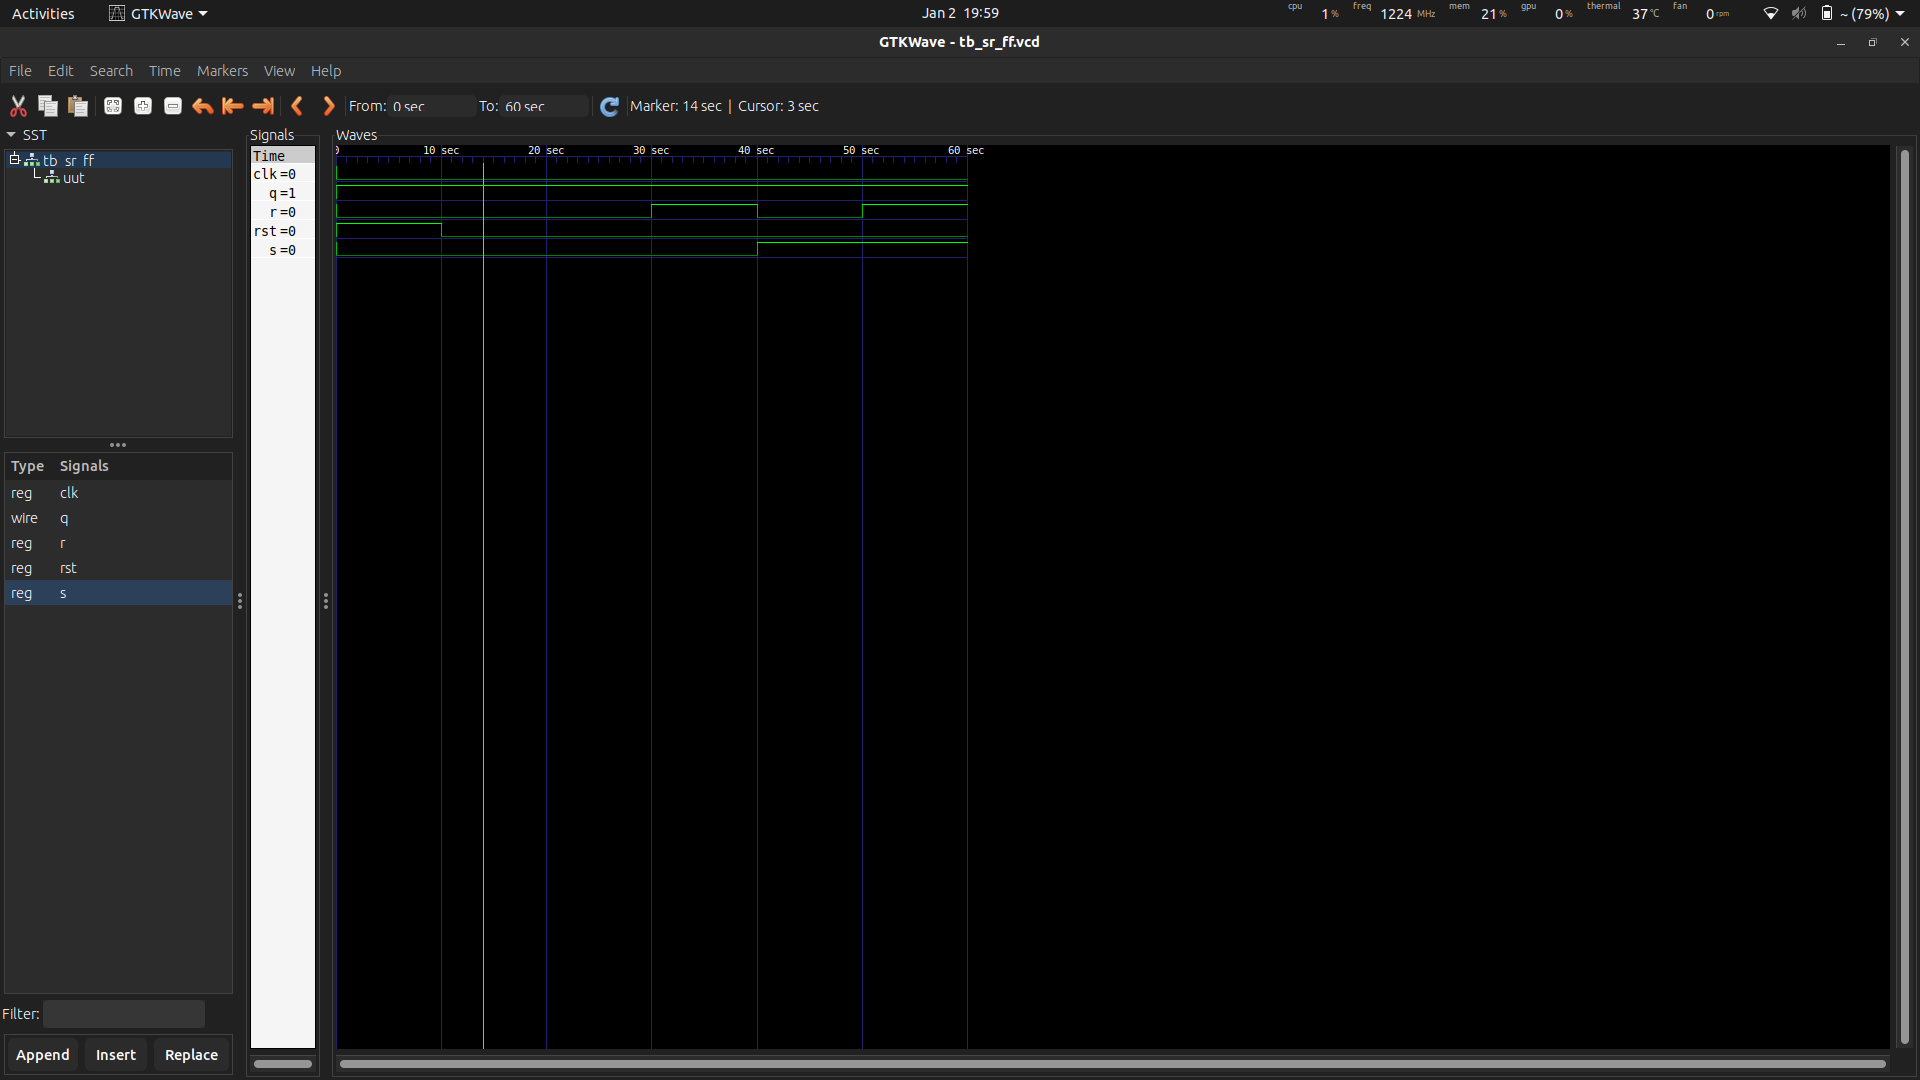 Activities GTKWave Jan 2 19:59 cpu 1 % freq 1224 MHz mem 21 % gpu 0 % thermal 37 °C fan 0 rpm ~ (79%)
GTKWave - tb_sr_ff.vcd
File Edit Search Time Markers View Help
From: 0 sec To: 60 sec Marker: 14 sec | Cursor: 3 sec
SST
tb_sr_ff
uut
Type Signals
reg clk
wire q
reg r
reg rst
reg s
Filter:
Append Insert Replace
Signals
Time
clk =0
q =1
r =0
rst =0
s =0
Waves
0 10 sec 20 sec 30 sec 40 sec 50 sec 60 sec